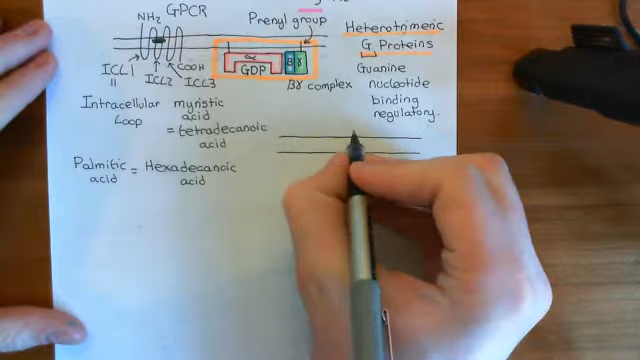 GPCR
NH2
Prenyl group
COOH
ICL1
ICL2
ICL3
α
GDP
β γ
βγ complex
Heterotrimeric
G Proteins
Guanine
nucleotide
binding
regulatory.
Intracellular
Loop
myristic
acid
= tetradecanoic
acid
Palmitic = Hexadecanoic
acid acid